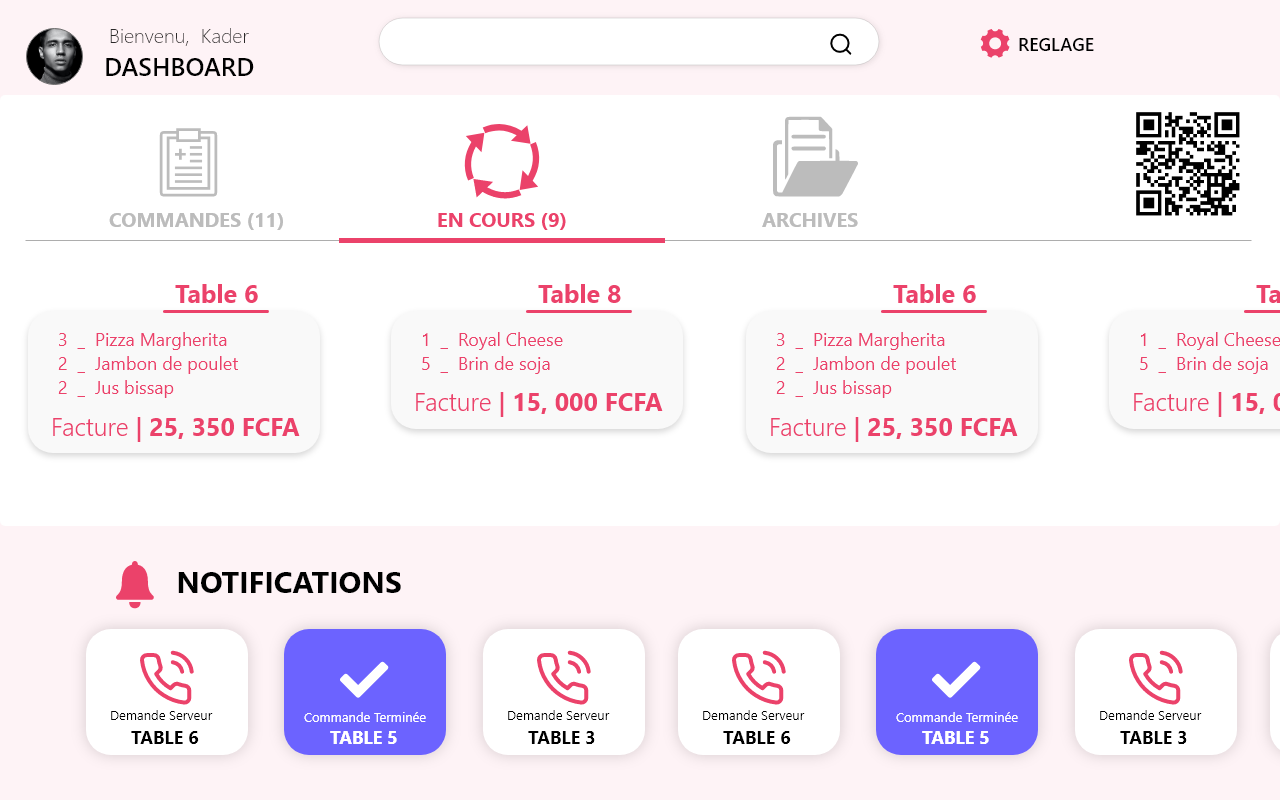 Bienvenu, Kader
DASHBOARD
REGLAGE
COMMANDES (11)
EN COURS (9)
ARCHIVES
Table 6
3 _ Pizza Margherita
2 _ Jambon de poulet
2 _ Jus bissap
Facture | 25, 350 FCFA
Table 8
1 _ Royal Cheese
5 _ Brin de soja
Facture | 15, 000 FCFA
Table 6
3 _ Pizza Margherita
2 _ Jambon de poulet
2 _ Jus bissap
Facture | 25, 350 FCFA
1 _ Royal Cheese
5 _ Brin de soja
Facture | 15,
NOTIFICATIONS
Demande Serveur
TABLE 6
Commande Terminée
TABLE 5
Demande Serveur
TABLE 3
Demande Serveur
TABLE 6
Commande Terminée
TABLE 5
Demande Serveur
TABLE 3